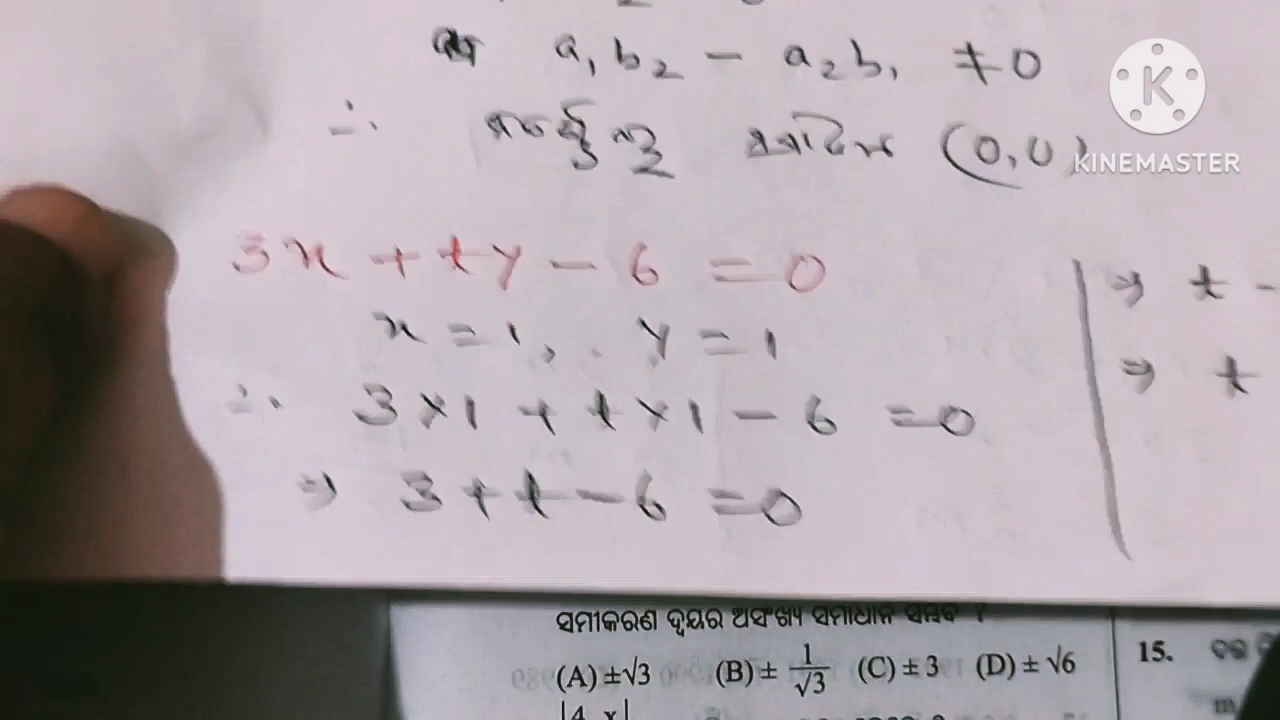 a₁b₂ - a₂b₁ ≠ 0
∴ (0,0)
KINEMASTER
3x + ty - 6 = 0
x = 1, y = 1
∴ 3×1 + t×1 - 6 = 0
⇒ 3 + t - 6 = 0
⇒ t -
⇒ t
ସମୀକରଣ ଦ୍ୱୟର ଅସଂଖ୍ୟ ସମାଧାନ ସମ୍ଭବ ?
(A) ±√3 (B) ± 1/√3 (C) ± 3 (D) ± √6
15.